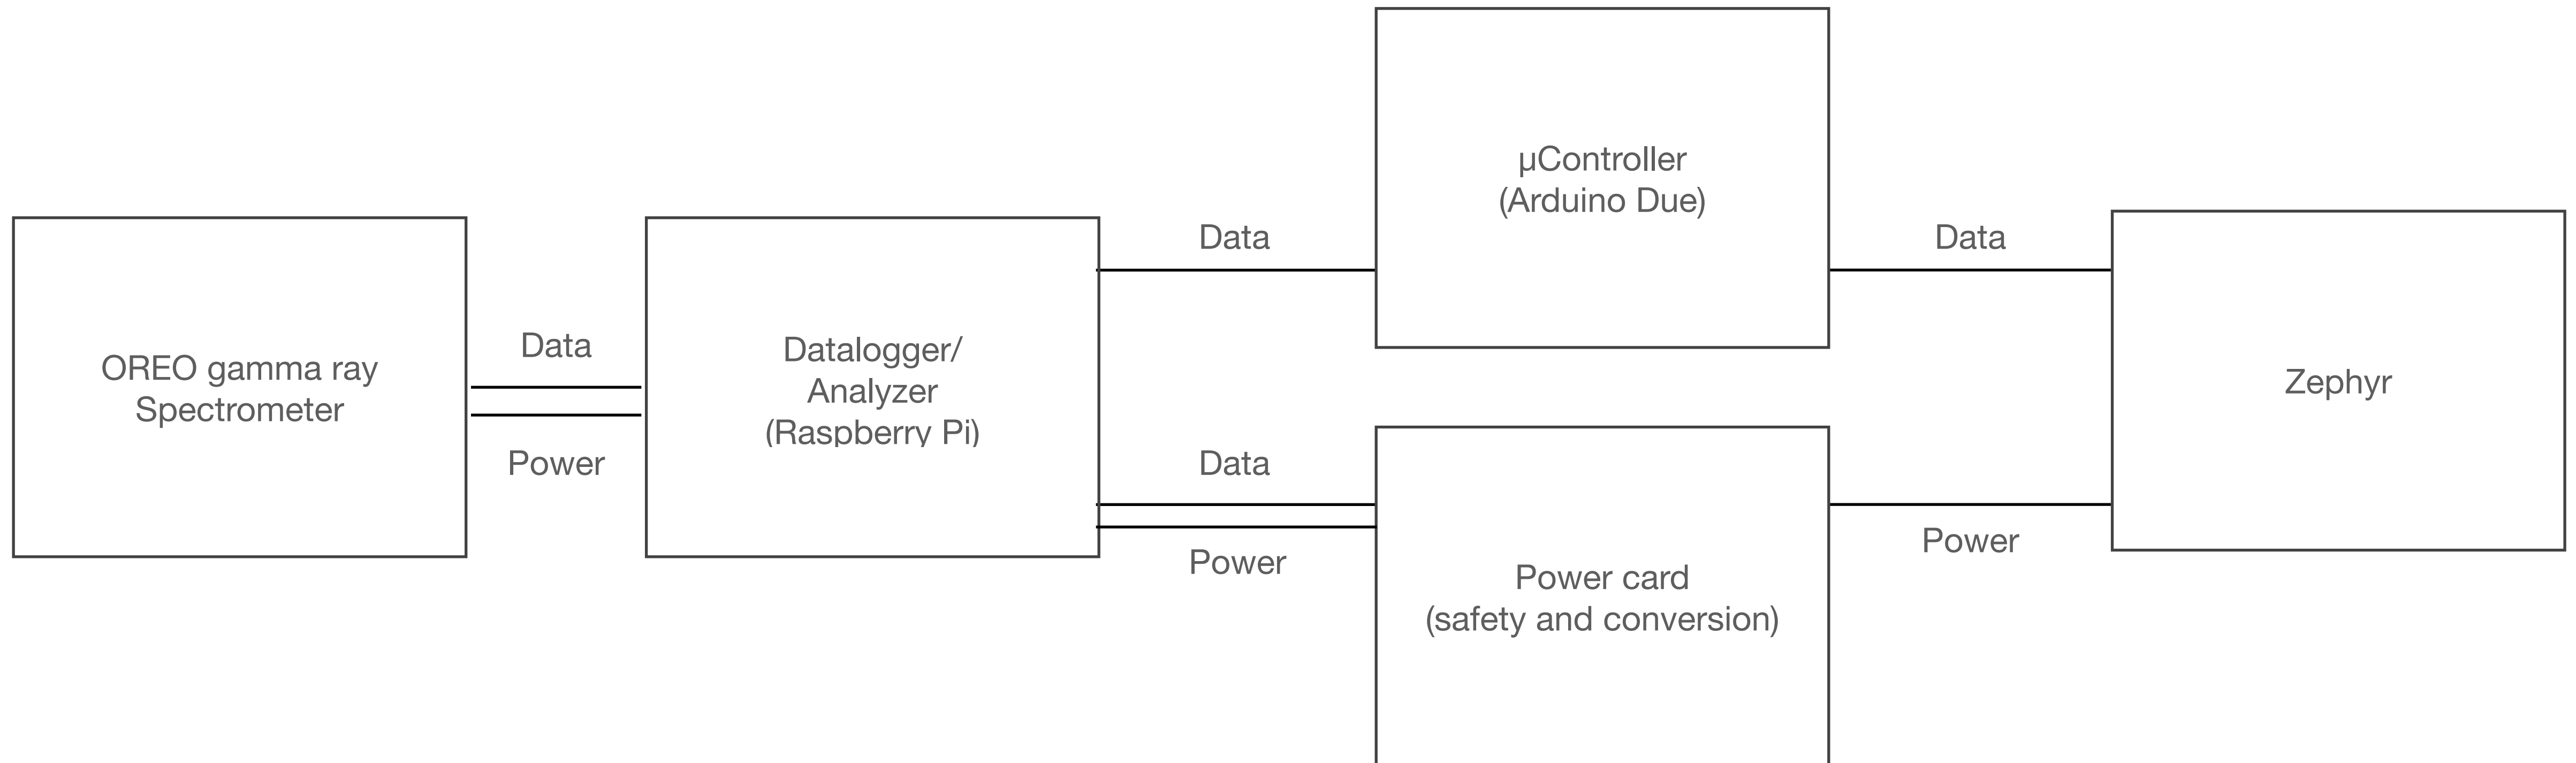 OREO gamma ray
Spectrometer
Data
Power
Datalogger/
Analyzer
(Raspberry Pi)
Data
Data
Power
µController
(Arduino Due)
Power card
(safety and conversion)
Data
Power
Zephyr